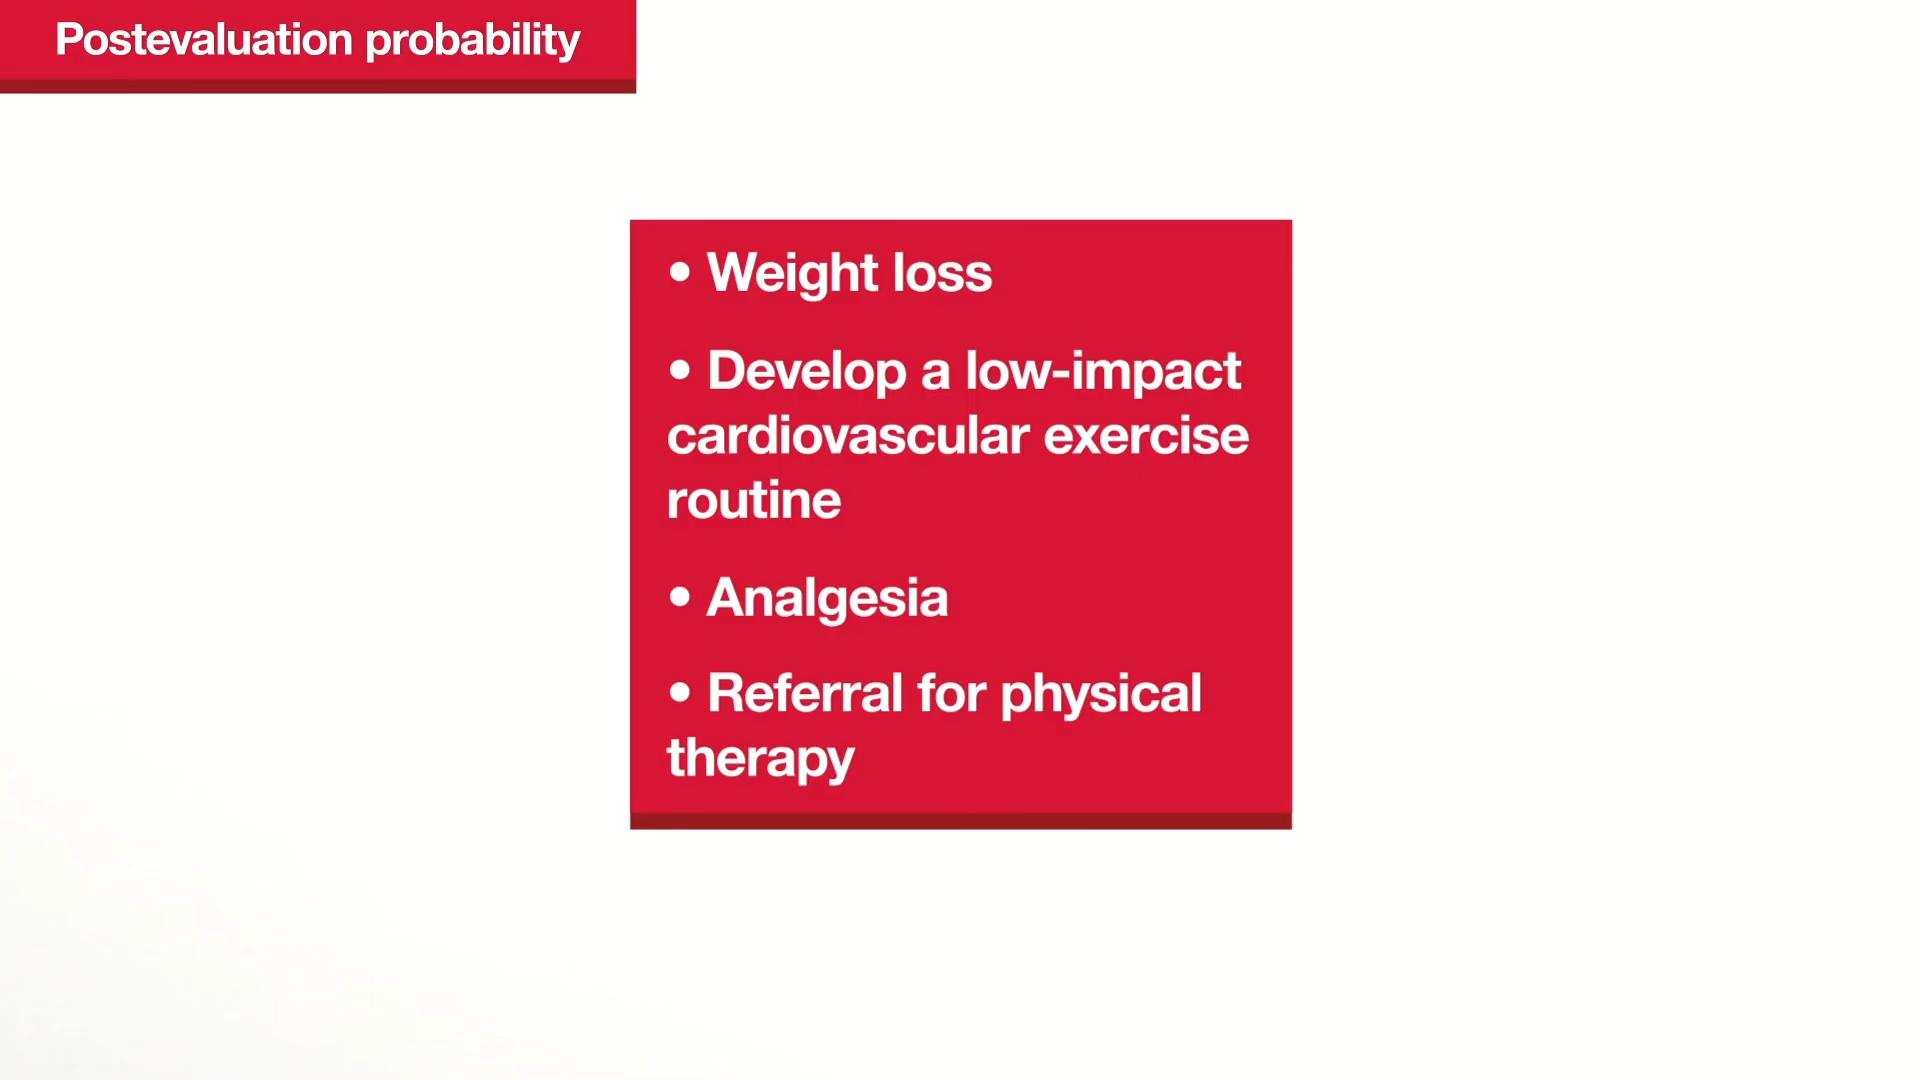 Postevaluation probability
• Weight loss
• Develop a low-impact
cardiovascular exercise
routine
• Analgesia
• Referral for physical
therapy